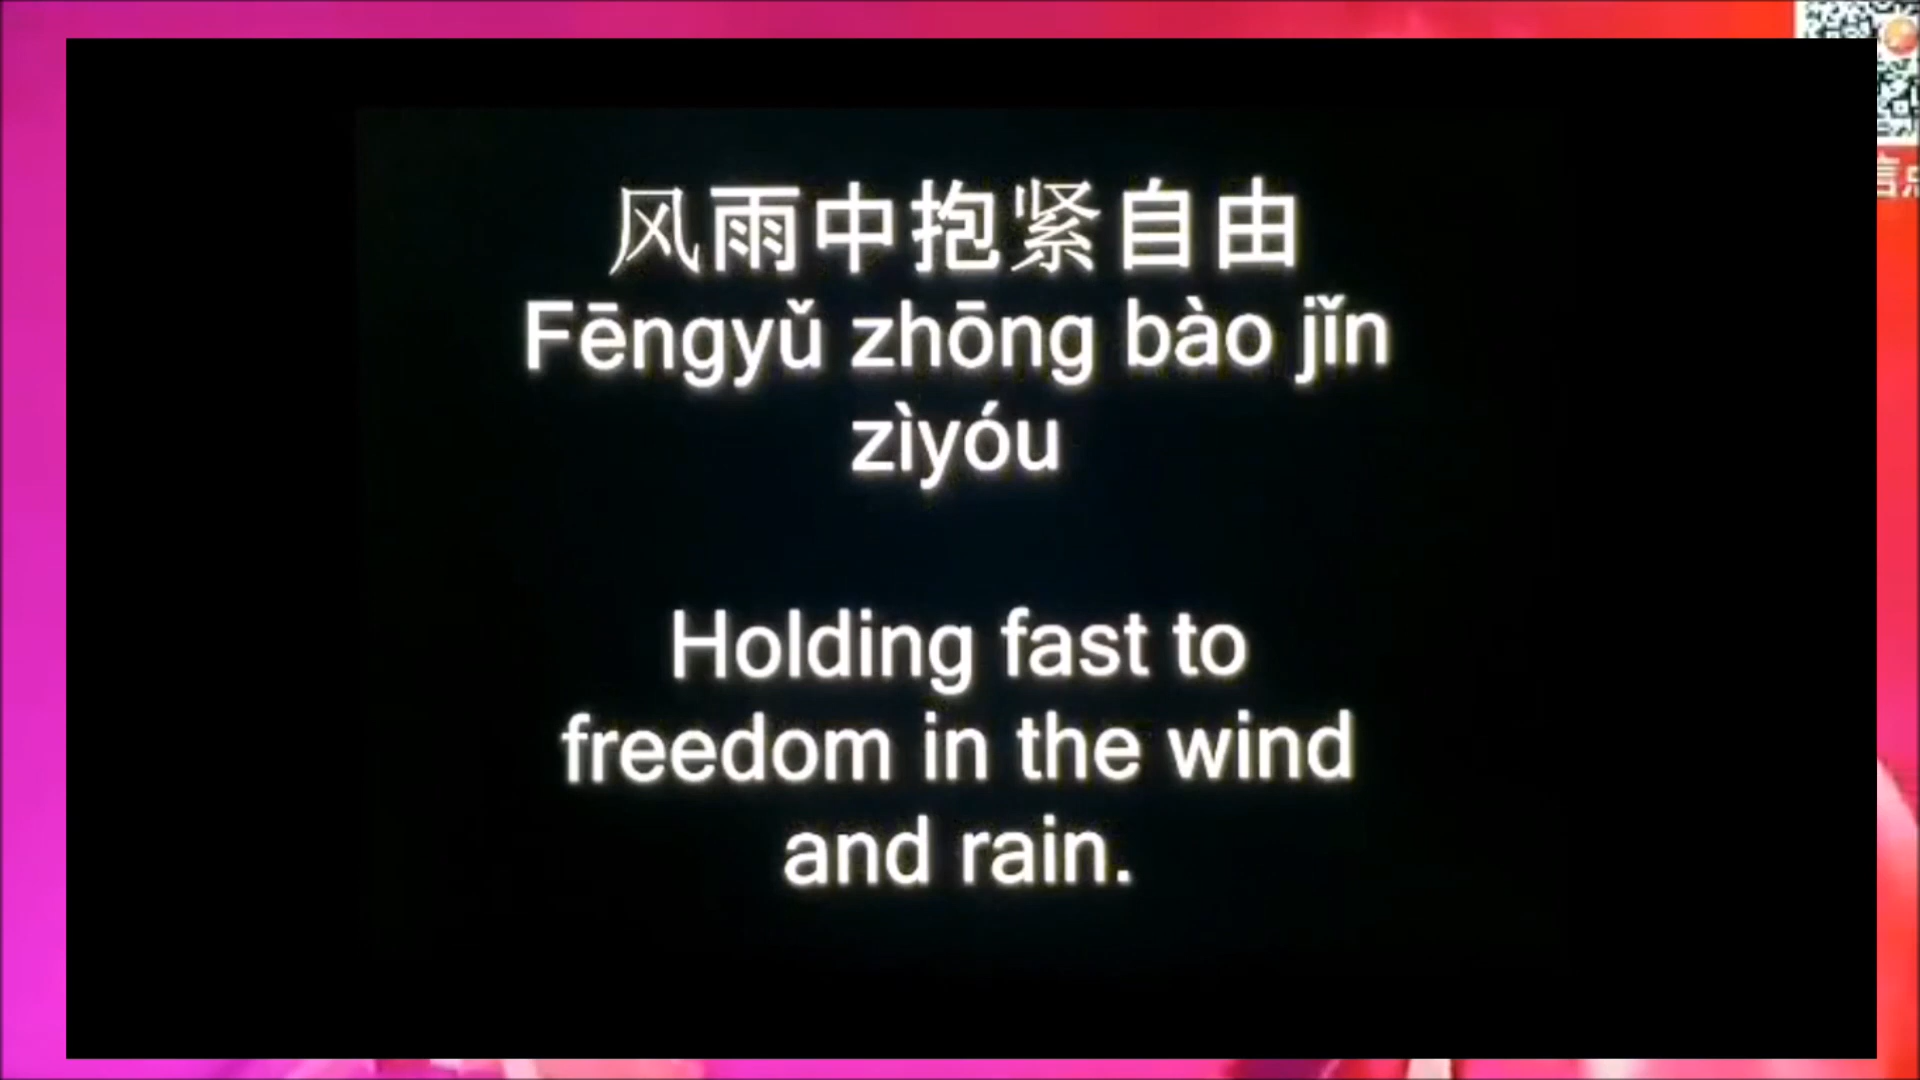 风雨中抱紧自由
Fēngyǔ zhōng bào jǐn
zìyóu
Holding fast to
freedom in the wind
and rain.
信